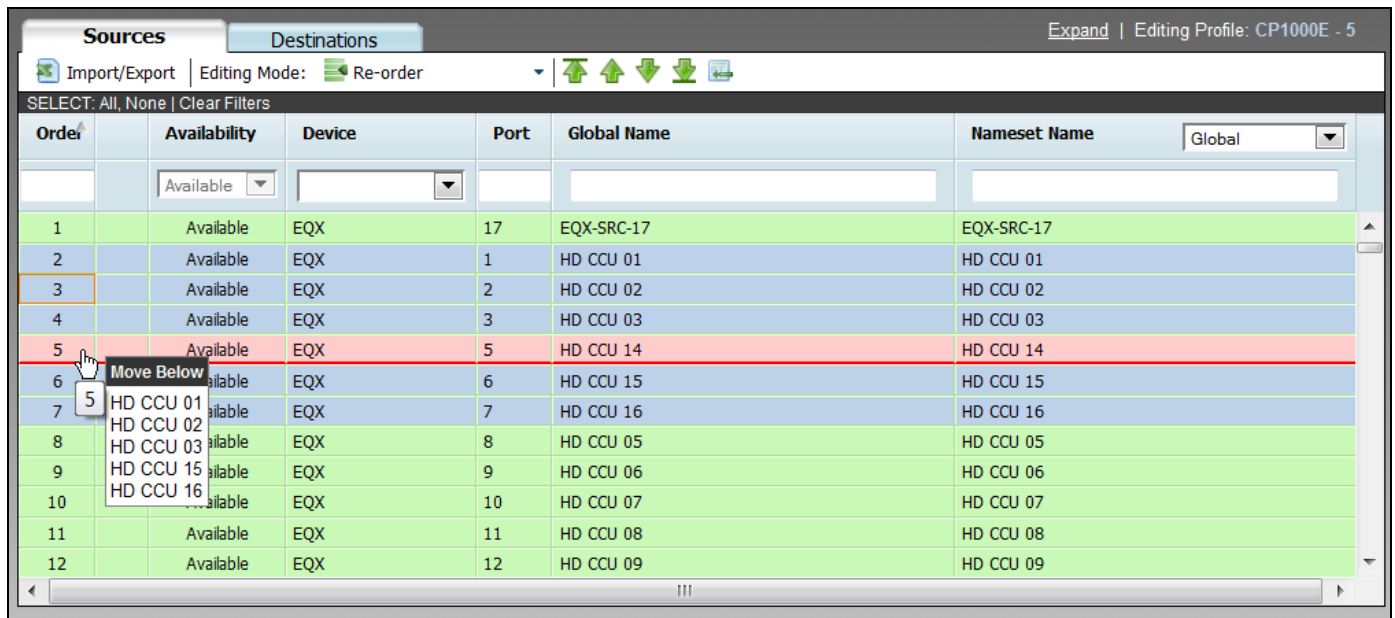 Sources Destinations Expand | Editing Profile: CP1000E - 5
Import/Export Editing Mode: Re-order
SELECT: All, None | Clear Filters
Order Availability Device Port Global Name Nameset Name Global
Available
1 Available EQX 17 EQX-SRC-17 EQX-SRC-17
2 Available EQX 1 HD CCU 01 HD CCU 01
3 Available EQX 2 HD CCU 02 HD CCU 02
4 Available EQX 3 HD CCU 03 HD CCU 03
5 Available EQX 5 HD CCU 14 HD CCU 14
6 ailable EQX 6 HD CCU 15 HD CCU 15
7 ailable EQX 7 HD CCU 16 HD CCU 16
8 ailable EQX 8 HD CCU 05 HD CCU 05
9 ailable EQX 9 HD CCU 06 HD CCU 06
10 ailable EQX 10 HD CCU 07 HD CCU 07
11 Available EQX 11 HD CCU 08 HD CCU 08
12 Available EQX 12 HD CCU 09 HD CCU 09
Move Below
5
HD CCU 01
HD CCU 02
HD CCU 03
HD CCU 15
HD CCU 16